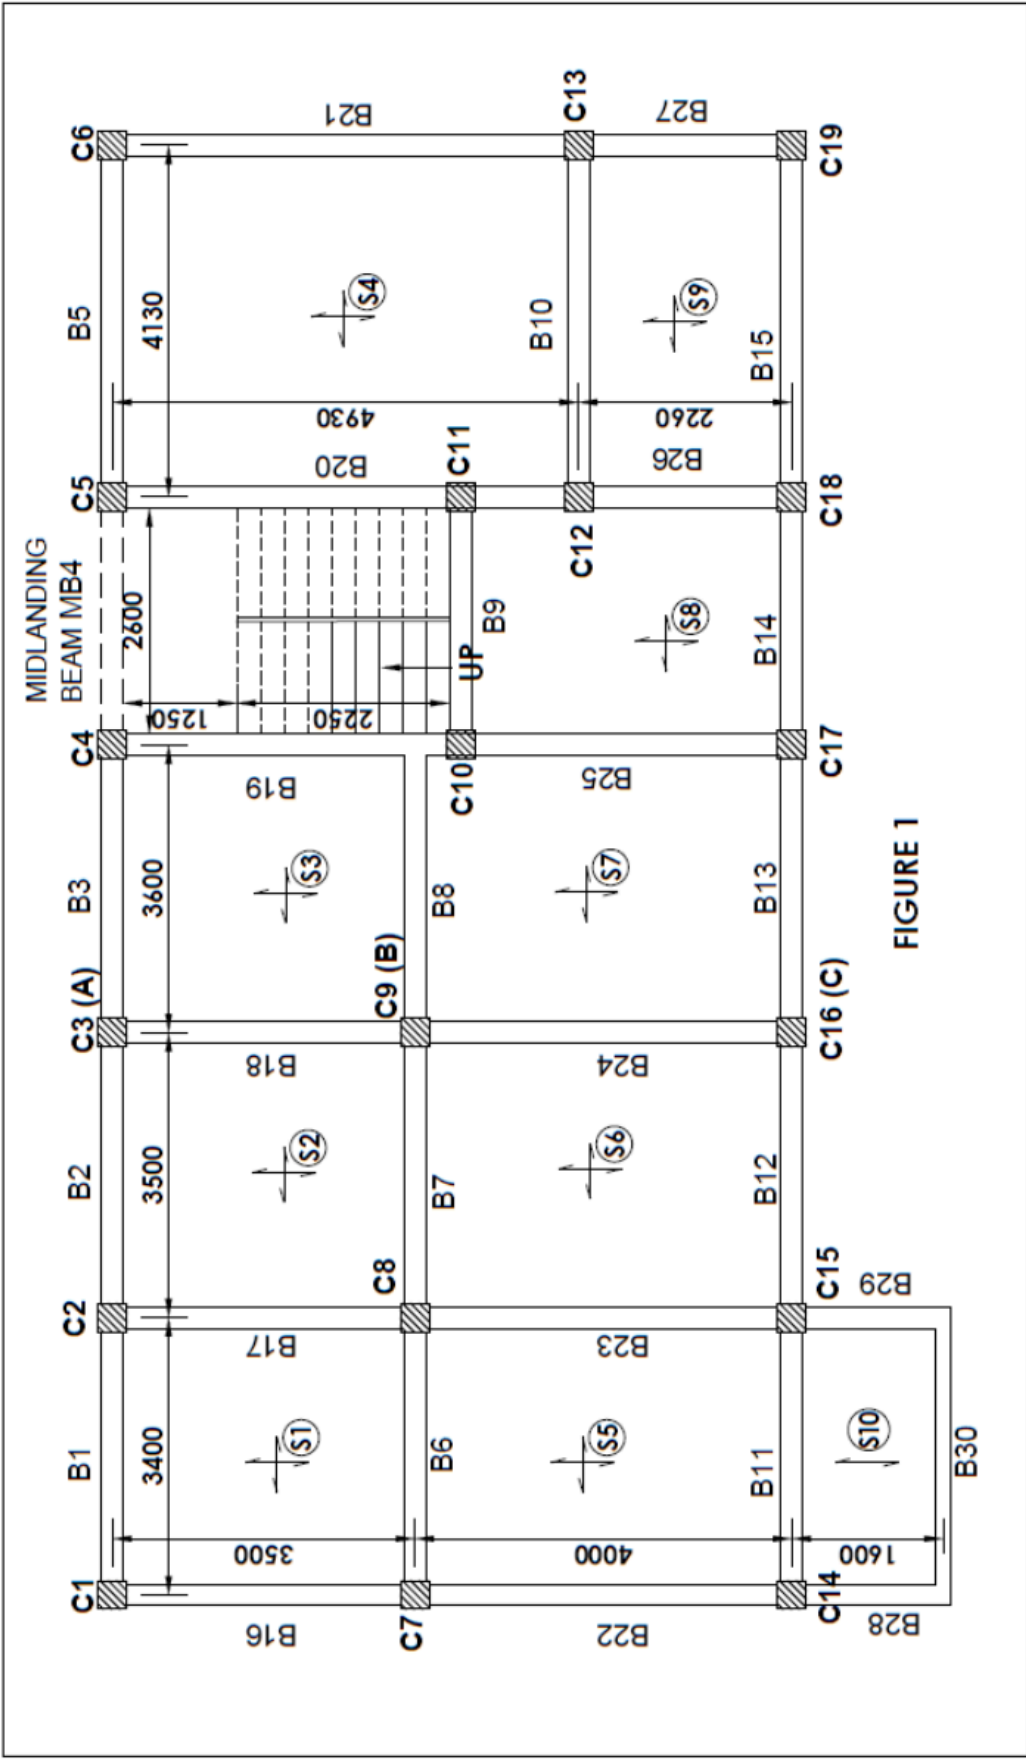 MIDLANDING
BEAM MB4
C1
B1
C2
B2
C3 (A)
B3
C4
C5
B5
C6
3400
3500
3600
2600
4130
B16
3500
S1
B17
S2
B18
S3
B19
1250
2250
UP
B20
4930
S4
B21
C7
B6
C8
B7
C9 (B)
B8
C10
B9
C11
C12
B10
C13
B22
4000
S5
B23
S6
B24
S7
B25
S8
B26
2260
S9
B27
C14
B11
C15
B12
C16 (C)
B13
C17
B14
C18
B15
C19
B28
1600
S10
B29
B30
FIGURE 1